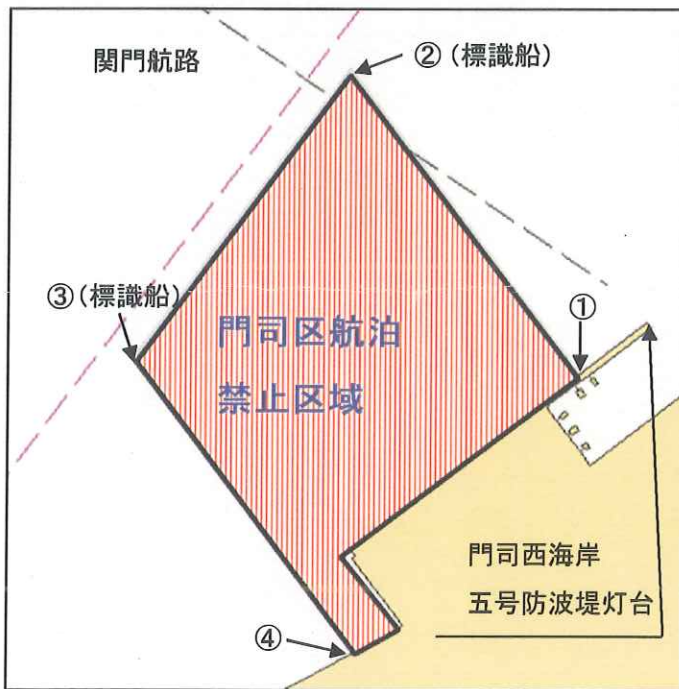 関門航路
②（標識船）
③（標識船）
①
門司区航泊
禁止区域
門司西海岸
五号防波堤灯台
④